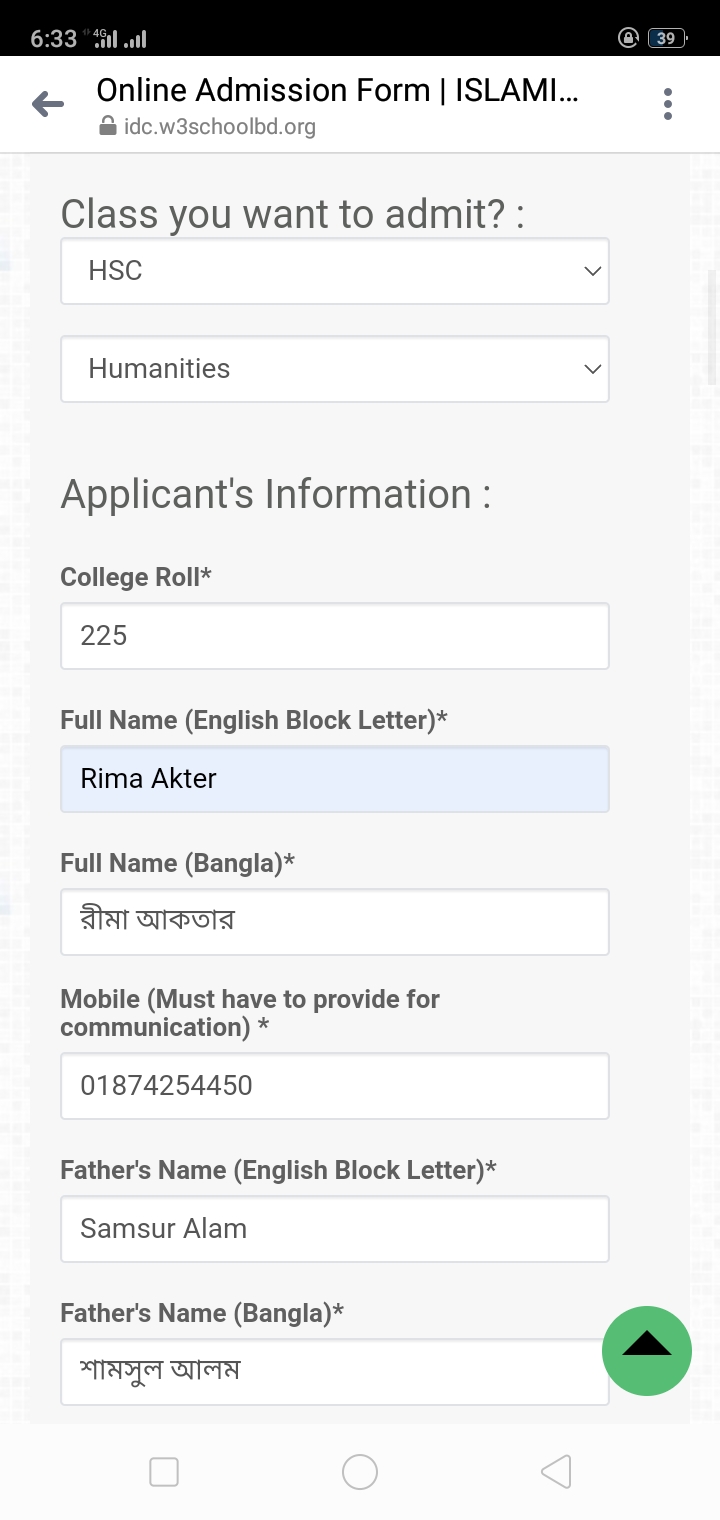 6:33 4G 39
Online Admission Form | ISLAMI...
idc.w3schoolbd.org
Class you want to admit? :
HSC
Humanities
Applicant's Information :
College Roll*
225
Full Name (English Block Letter)*
Rima Akter
Full Name (Bangla)*
রীমা আকতার
Mobile (Must have to provide for
communication) *
01874254450
Father's Name (English Block Letter)*
Samsur Alam
Father's Name (Bangla)*
শামসুল আলম